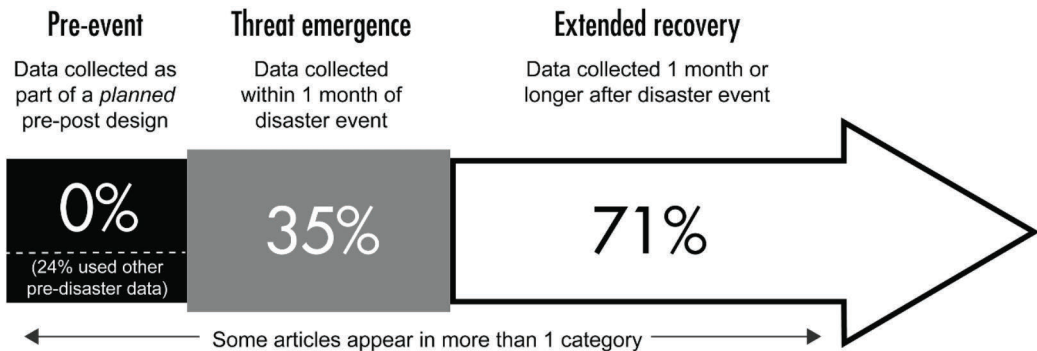 Pre-event
Data collected as
part of a planned
pre-post design
Threat emergence
Data collected
within 1 month of
disaster event
Extended recovery
Data collected 1 month or
longer after disaster event
0%
(24% used other
pre-disaster data)
35%
71%
Some articles appear in more than 1 category